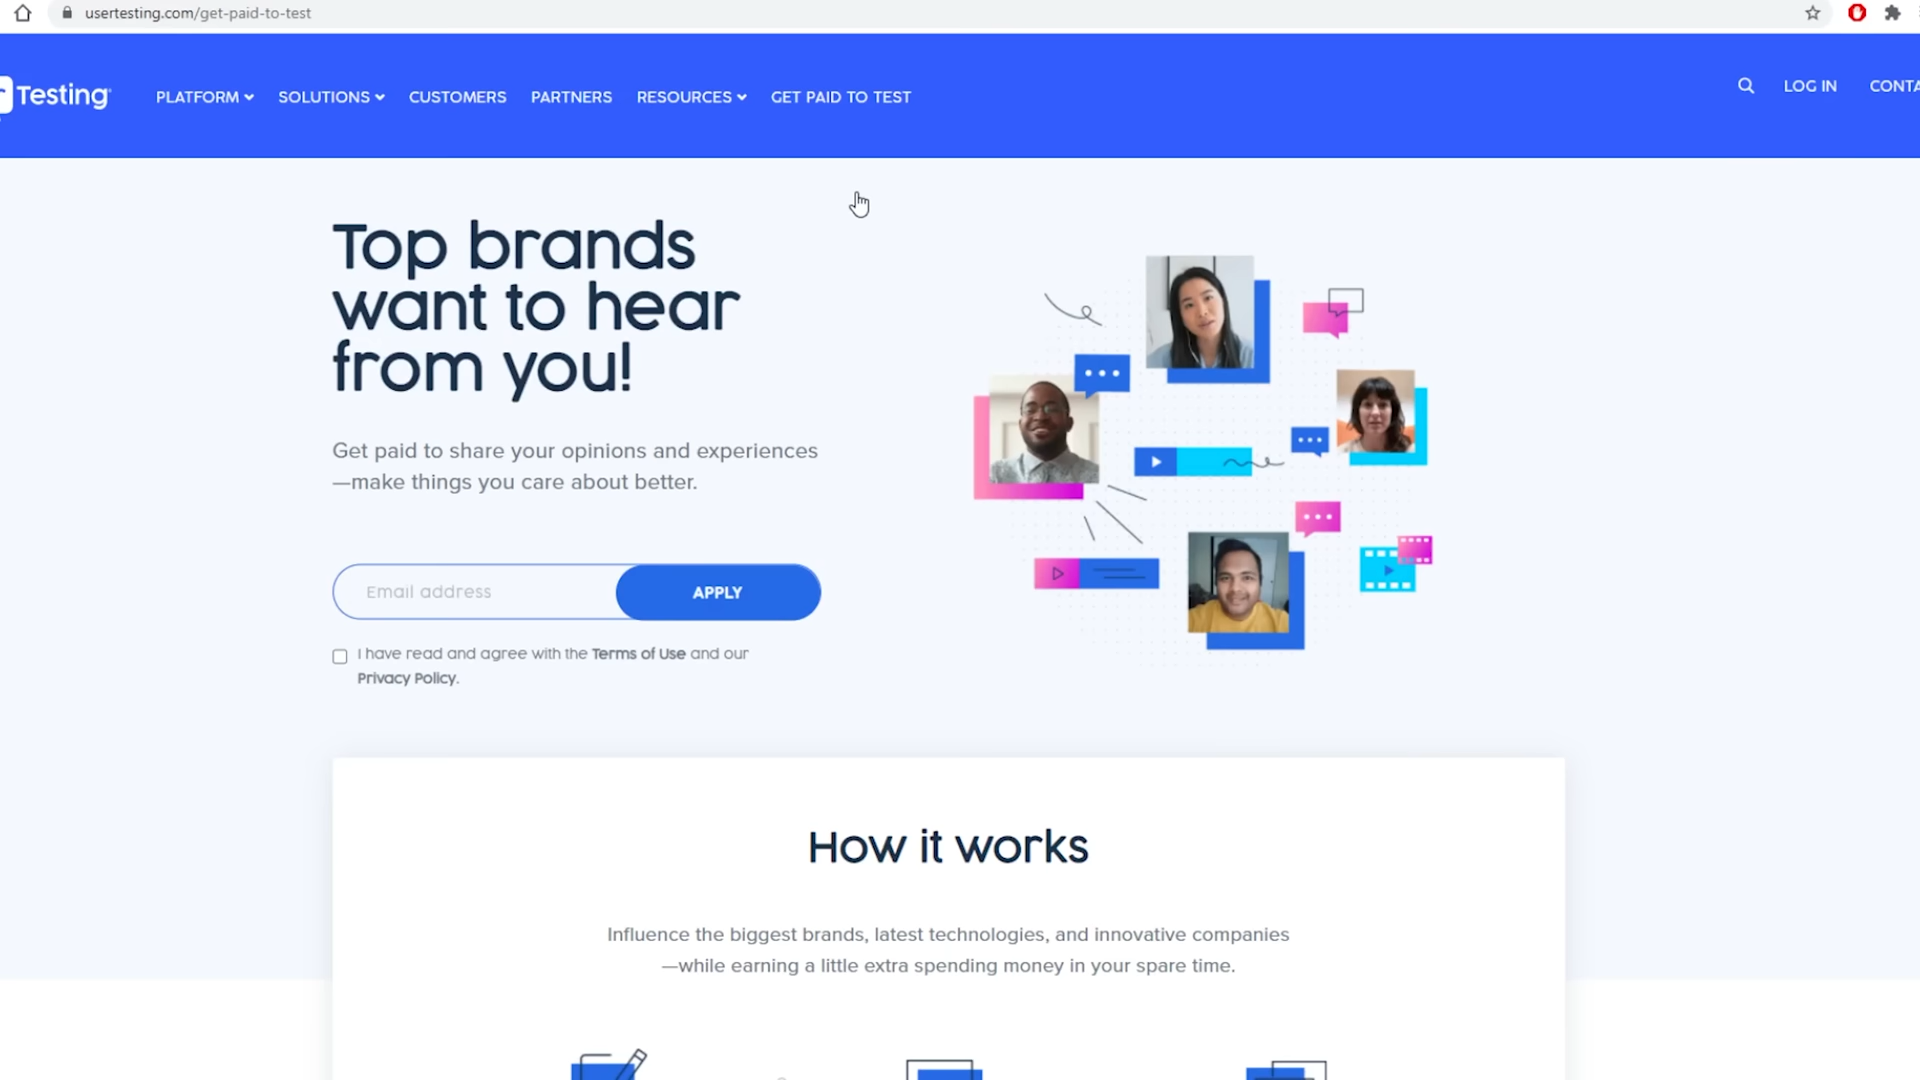 usertesting.com/get-paid-to-test
Testing
PLATFORM
SOLUTIONS
CUSTOMERS
PARTNERS
RESOURCES
GET PAID TO TEST
LOG IN
CONTA
Top brands
want to hear
from you!
Get paid to share your opinions and experiences
—make things you care about better.
Email address
APPLY
I have read and agree with the Terms of Use and our
Privacy Policy.
How it works
Influence the biggest brands, latest technologies, and innovative companies
—while earning a little extra spending money in your spare time.